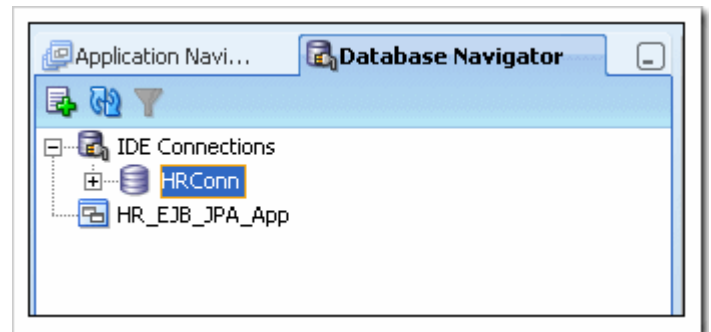 Application Navi... Database Navigator
IDE Connections
HRConn
HR_EJB_JPA_App